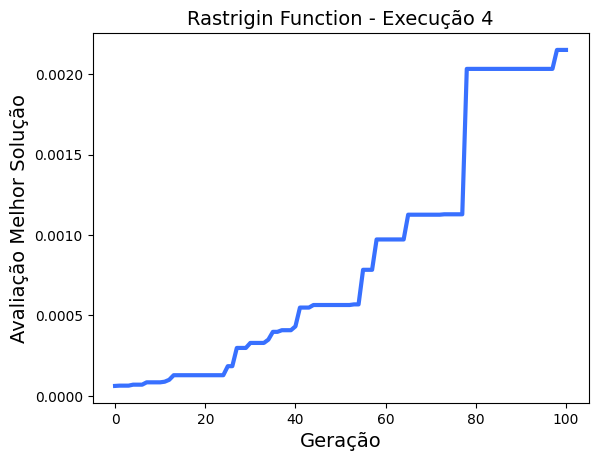 Rastrigin Function - Execução 4
Avaliação Melhor Solução
0.0020
0.0015
0.0010
0.0005
0.0000
0 20 40 60 80 100
Geração